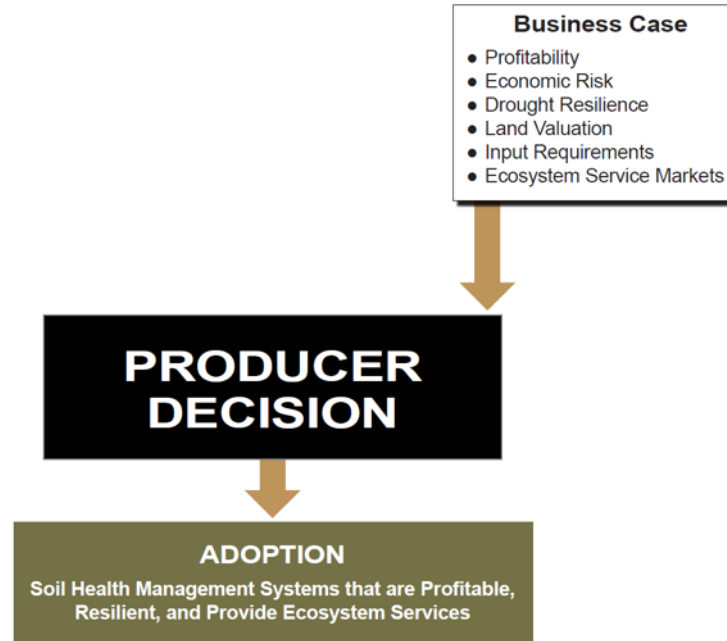 Business Case
● Profitability
● Economic Risk
● Drought Resilience
● Land Valuation
● Input Requirements
● Ecosystem Service Markets
PRODUCER
DECISION
ADOPTION
Soil Health Management Systems that are Profitable,
Resilient, and Provide Ecosystem Services